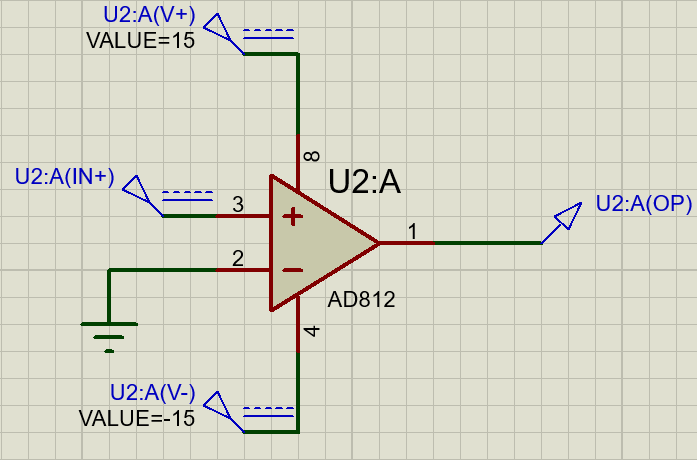 U2:A(V+)
VALUE=15
8
U2:A
U2:A(IN+)
3
+
U2:A(OP)
1
2
−
AD812
4
U2:A(V-)
VALUE=-15